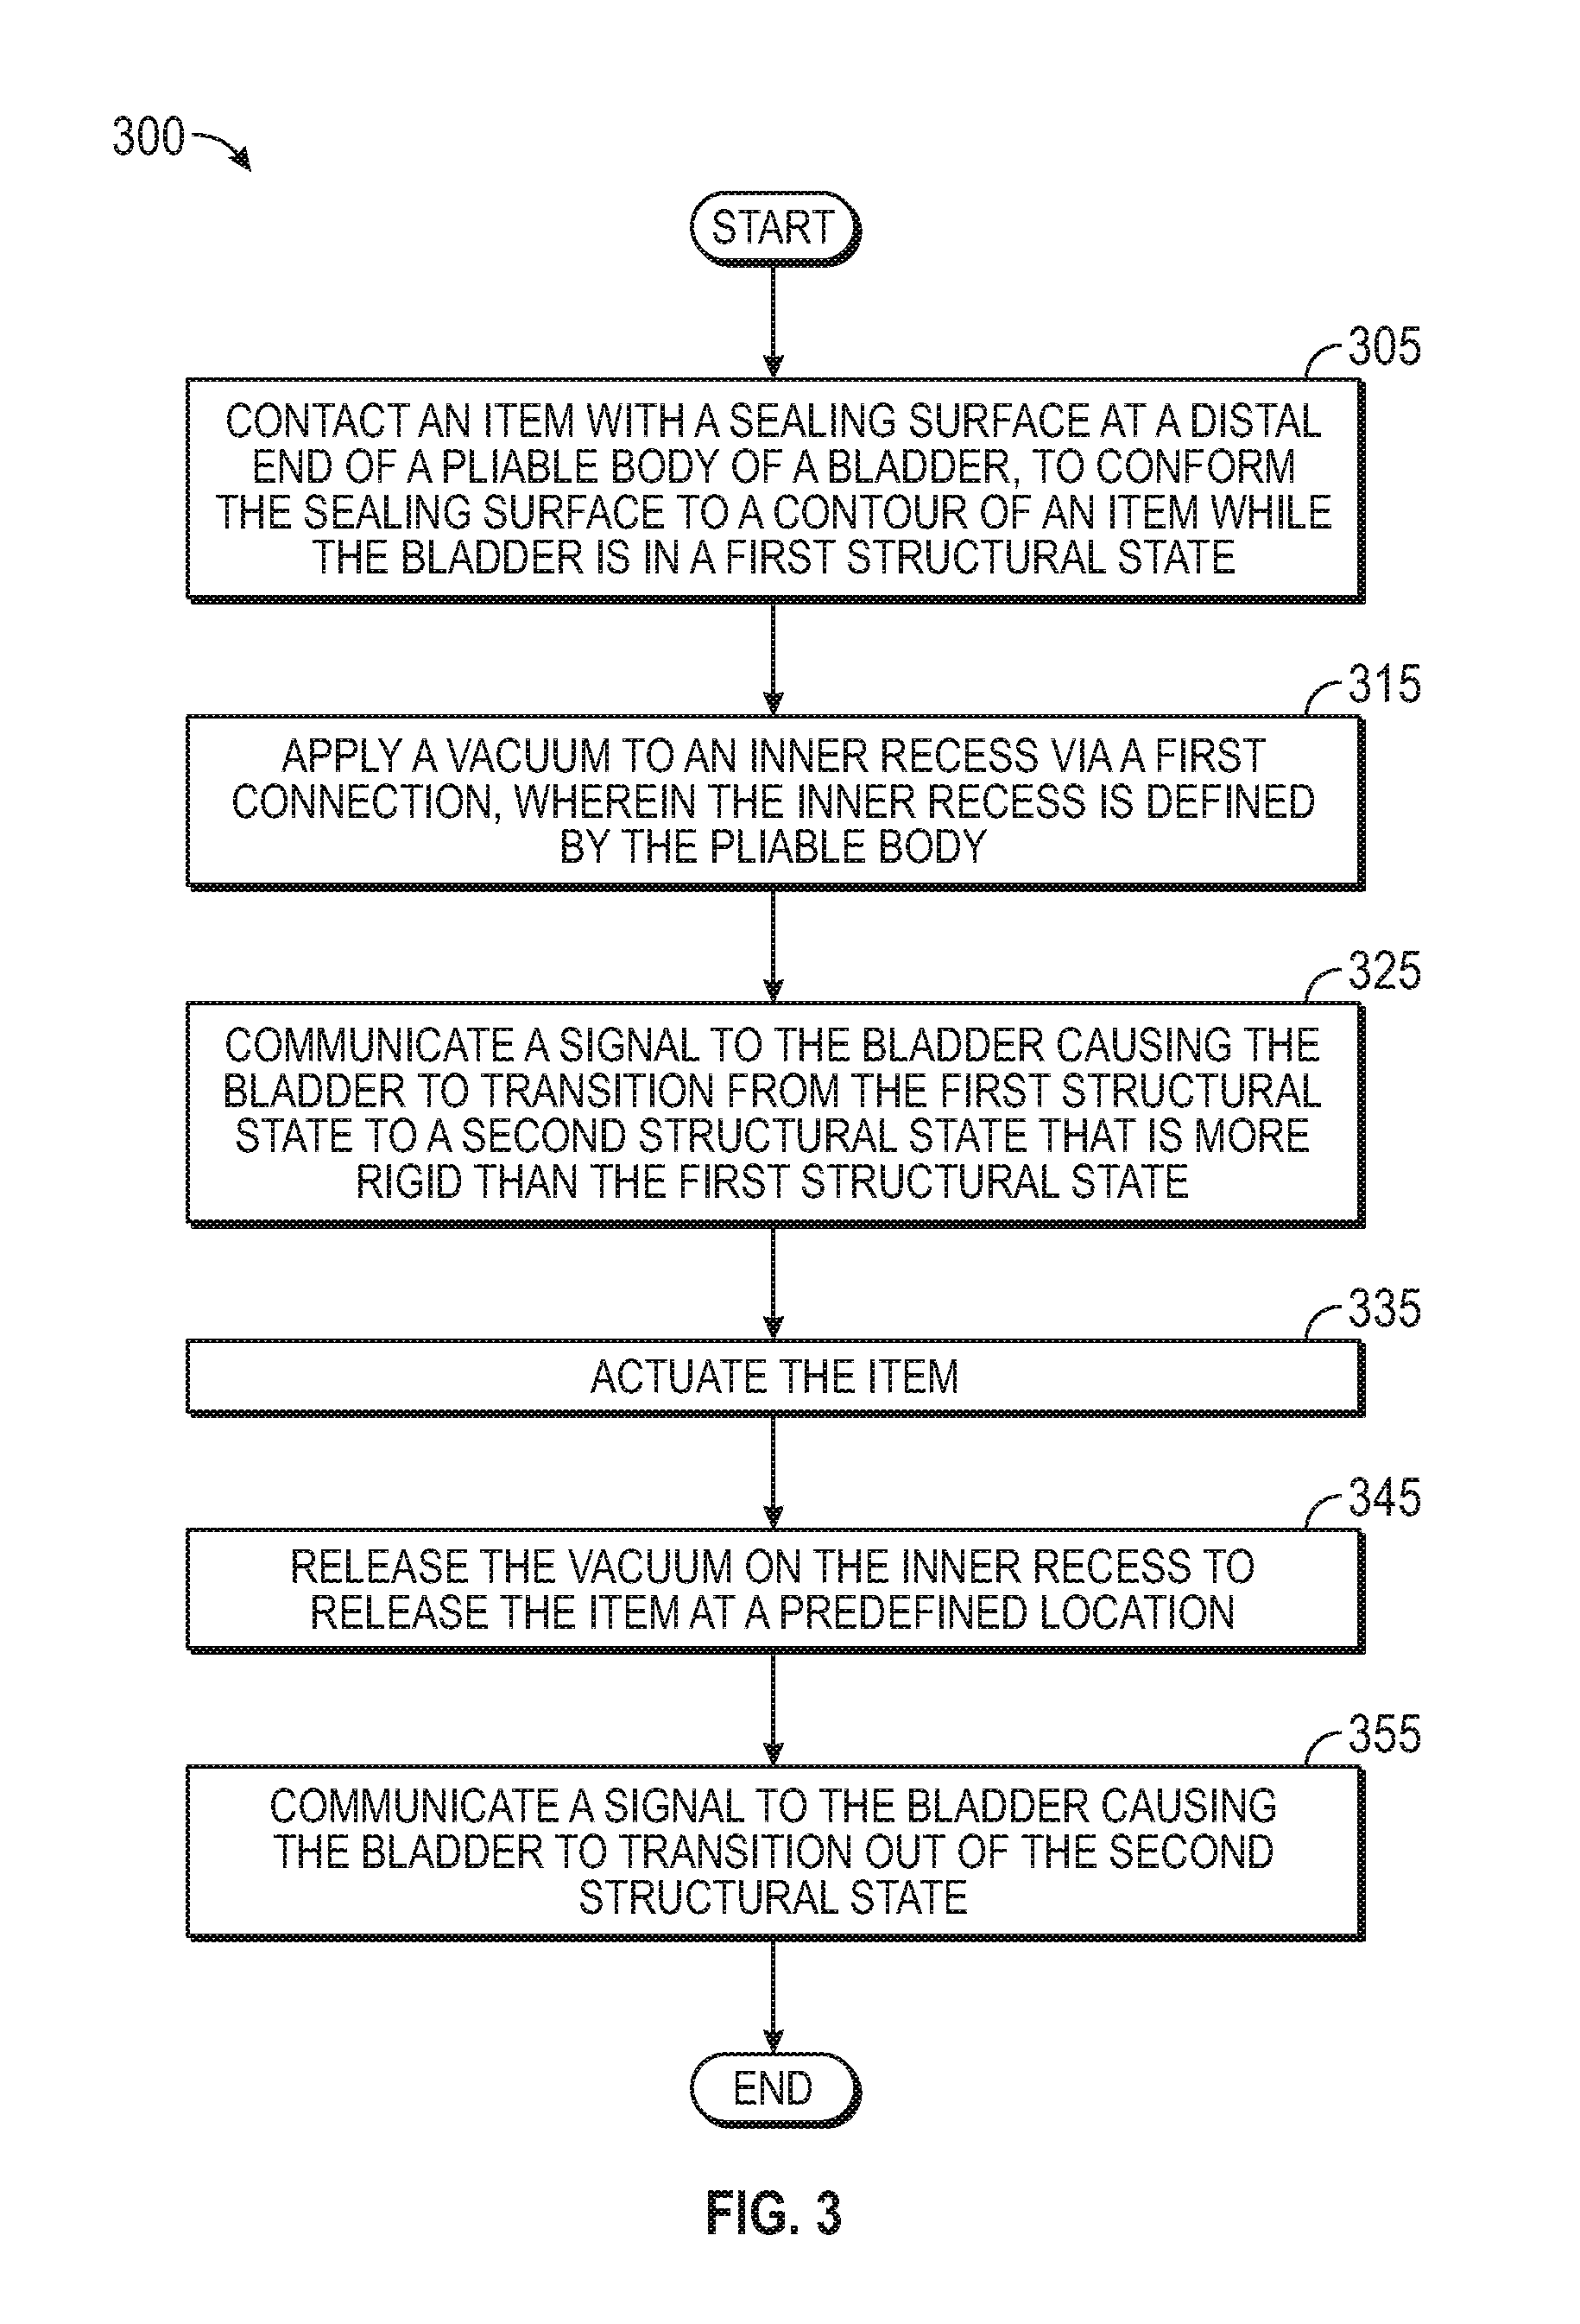 300
START
305
CONTACT AN ITEM WITH A SEALING SURFACE AT A DISTAL
END OF A PLIABLE BODY OF A BLADDER, TO CONFORM
THE SEALING SURFACE TO A CONTOUR OF AN ITEM WHILE
THE BLADDER IS IN A FIRST STRUCTURAL STATE
315
APPLY A VACUUM TO AN INNER RECESS VIA A FIRST
CONNECTION, WHEREIN THE INNER RECESS IS DEFINED
BY THE PLIABLE BODY
325
COMMUNICATE A SIGNAL TO THE BLADDER CAUSING THE
BLADDER TO TRANSITION FROM THE FIRST STRUCTURAL
STATE TO A SECOND STRUCTURAL STATE THAT IS MORE
RIGID THAN THE FIRST STRUCTURAL STATE
335
ACTUATE THE ITEM
345
RELEASE THE VACUUM ON THE INNER RECESS TO
RELEASE THE ITEM AT A PREDEFINED LOCATION
355
COMMUNICATE A SIGNAL TO THE BLADDER CAUSING
THE BLADDER TO TRANSITION OUT OF THE SECOND
STRUCTURAL STATE
END
FIG. 3